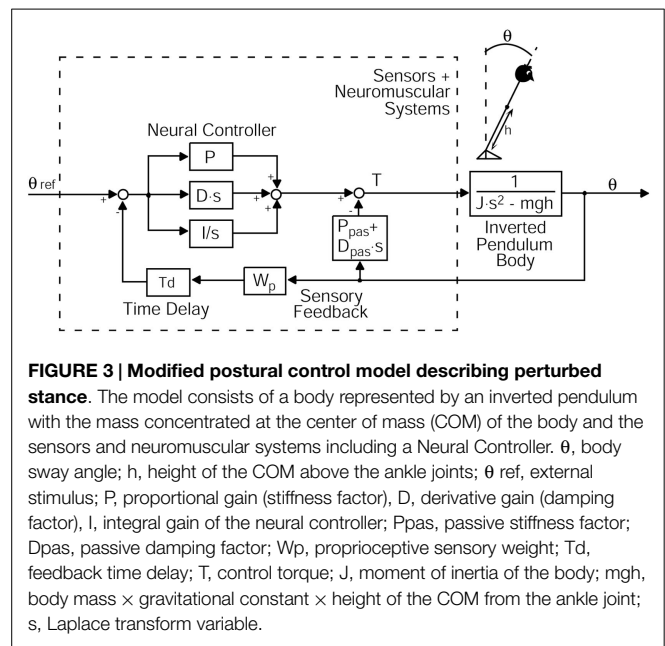 θ
Sensors +
Neuromuscular
Systems
h
Neural Controller
P
θ ref
+
-
D·s
+
+
+
+
T
-
1
J·s² - mgh
θ
I/s
Ppas+
Dpas·s
Inverted
Pendulum
Body
Td
Wp
Sensory
Feedback
Time Delay
FIGURE 3 | Modified postural control model describing perturbed
stance. The model consists of a body represented by an inverted pendulum
with the mass concentrated at the center of mass (COM) of the body and the
sensors and neuromuscular systems including a Neural Controller. θ, body
sway angle; h, height of the COM above the ankle joints; θ ref, external
stimulus; P, proportional gain (stiffness factor), D, derivative gain (damping
factor), I, integral gain of the neural controller; Ppas, passive stiffness factor;
Dpas, passive damping factor; Wp, proprioceptive sensory weight; Td,
feedback time delay; T, control torque; J, moment of inertia of the body; mgh,
body mass × gravitational constant × height of the COM from the ankle joint;
s, Laplace transform variable.